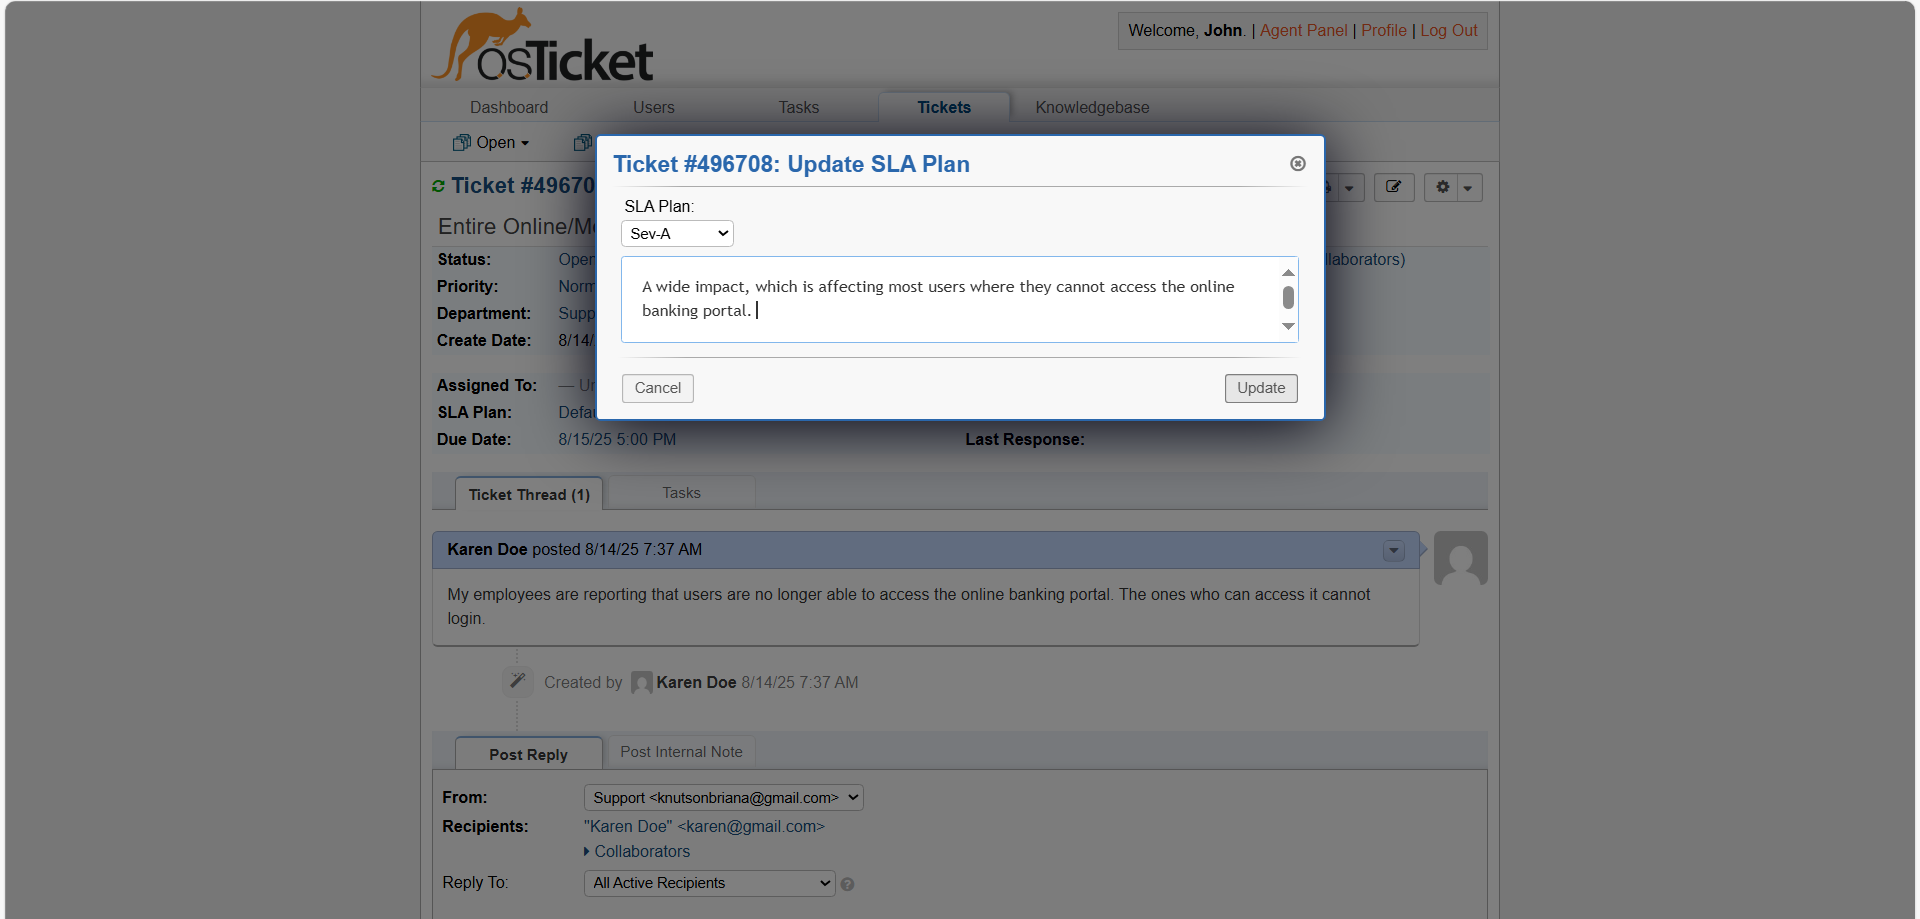 osTicket
Welcome, John. | Agent Panel | Profile | Log Out
Dashboard Users Tasks Tickets Knowledgebase
Open
Ticket #496708: Update SLA Plan
Ticket #49670
SLA Plan:
Sev-A
Entire Online/M
Status: Open llaborators)
Priority: Norm
Department: Supp
Create Date: 8/14/
A wide impact, which is affecting most users where they cannot access the online
banking portal.
Cancel Update
Assigned To: — Un
SLA Plan: Defau
Due Date: 8/15/25 5:00 PM Last Response:
Ticket Thread (1) Tasks
Karen Doe posted 8/14/25 7:37 AM
My employees are reporting that users are no longer able to access the online banking portal. The ones who can access it cannot
login.
Created by Karen Doe 8/14/25 7:37 AM
Post Reply Post Internal Note
From: Support <knutsonbriana@gmail.com>
Recipients: "Karen Doe" <karen@gmail.com>
Collaborators
Reply To: All Active Recipients